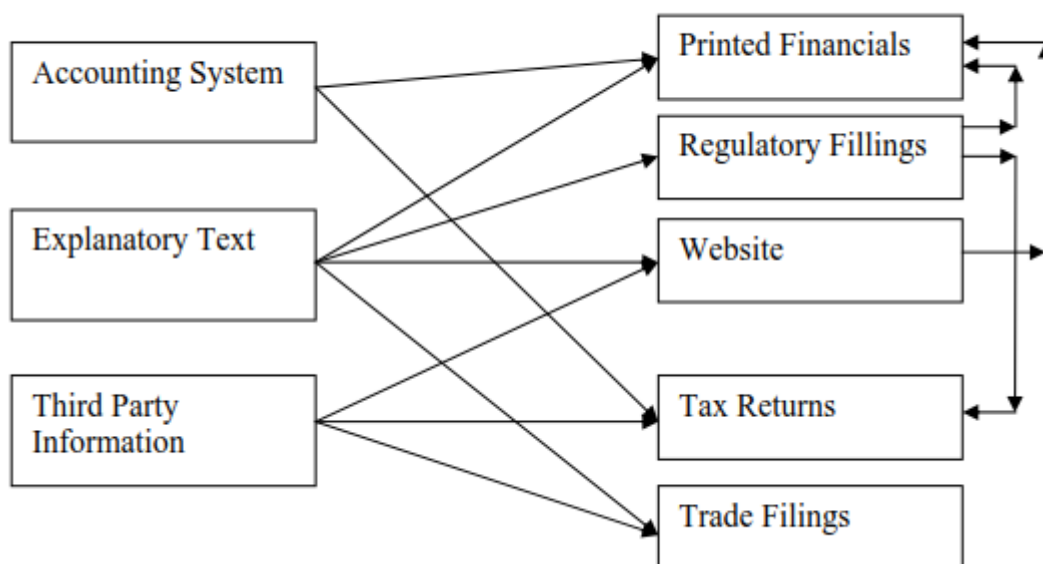 Accounting System
Explanatory Text
Third Party
Information
Printed Financials
Regulatory Fillings
Website
Tax Returns
Trade Filings